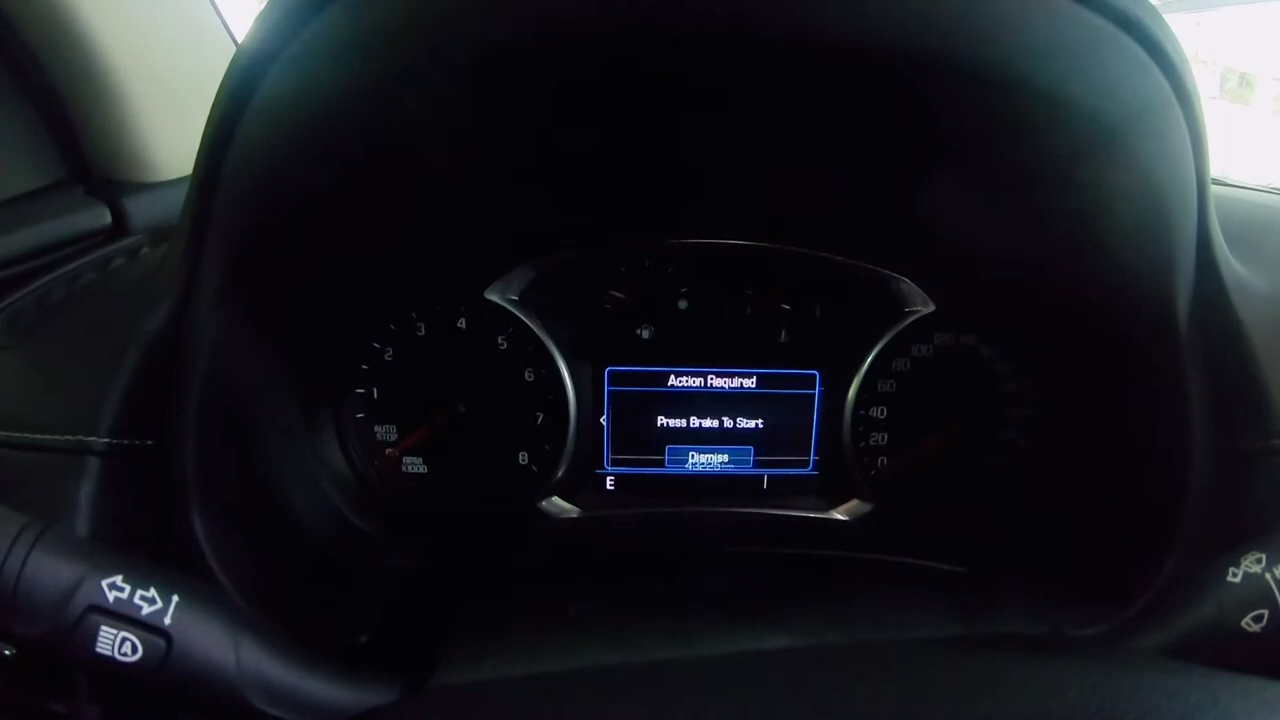 4
3
5
2
6
1
7
AUTO
STOP
RPM
X1000
8
Action Required
Press Brake To Start
Dismiss
E
100
80
60
40
20
0
A